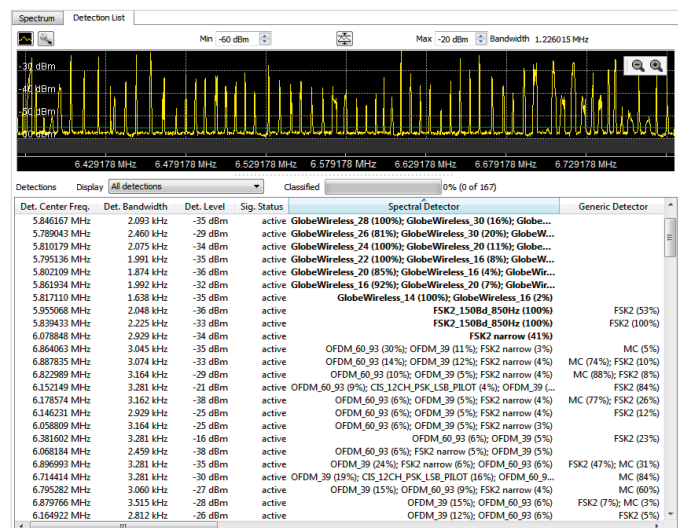 Spectrum Detection List
Min -60 dBm Max -20 dBm Bandwidth 1.226015 MHz
-30 dBm
-40 dBm
-50 dBm
-60 dBm
6.429178 MHz 6.479178 MHz 6.529178 MHz 6.579178 MHz 6.629178 MHz 6.679178 MHz 6.729178 MHz
Detections Display All detections Classified 0% (0 of 167)
Det. Center Freq. Det. Bandwidth Det. Level Sig. Status Spectral Detector Generic Detector
5.846167 MHz 2.093 kHz -35 dBm active GlobeWireless_28 (100%); GlobeWireless_30 (16%); Globe...
5.789043 MHz 2.460 kHz -29 dBm active GlobeWireless_26 (81%); GlobeWireless_30 (20%); GlobeW...
5.810179 MHz 2.075 kHz -34 dBm active GlobeWireless_24 (100%); GlobeWireless_20 (11%); Globe...
5.795136 MHz 1.991 kHz -35 dBm active GlobeWireless_22 (100%); GlobeWireless_16 (8%); GlobeW...
5.802109 MHz 1.874 kHz -36 dBm active GlobeWireless_20 (85%); GlobeWireless_16 (4%); GlobeWir...
5.861934 MHz 1.992 kHz -32 dBm active GlobeWireless_16 (92%); GlobeWireless_20 (7%); GlobeWir...
5.817110 MHz 1.638 kHz -35 dBm active GlobeWireless_14 (100%); GlobeWireless_16 (2%)
5.955068 MHz 2.048 kHz -36 dBm active FSK2_150Bd_850Hz (100%) FSK2 (53%)
5.839433 MHz 2.225 kHz -33 dBm active FSK2_150Bd_850Hz (100%) FSK2 (100%)
6.078848 MHz 2.929 kHz -34 dBm active FSK2 narrow (41%)
6.864063 MHz 3.045 kHz -35 dBm active OFDM_60_93 (30%); OFDM_39 (11%); FSK2 narrow (3%) MC (5%)
6.887835 MHz 3.074 kHz -33 dBm active OFDM_60_93 (14%); OFDM_39 (12%); FSK2 narrow (4%) MC (74%); FSK2 (10%)
6.822989 MHz 3.164 kHz -29 dBm active OFDM_60_93 (10%); OFDM_39 (5%); FSK2 narrow (4%) MC (88%); FSK2 (8%)
6.152149 MHz 3.281 kHz -21 dBm active OFDM_60_93 (9%); CIS_12CH_PSK_LSB_PILOT (4%); OFDM_39 (... FSK2 (84%)
6.178574 MHz 3.162 kHz -38 dBm active OFDM_60_93 (6%); OFDM_39 (5%); FSK2 narrow (4%) MC (77%); FSK2 (26%)
6.146231 MHz 2.929 kHz -25 dBm active OFDM_60_93 (6%); OFDM_39 (5%); FSK2 narrow (4%) FSK2 (12%)
6.058809 MHz 3.164 kHz -25 dBm active OFDM_60_93 (6%); OFDM_39 (5%); FSK2 narrow (3%)
6.381602 MHz 3.281 kHz -16 dBm active OFDM_60_93 (6%); OFDM_39 (5%) FSK2 (23%)
6.068184 MHz 2.459 kHz -38 dBm active OFDM_60_93 (6%); FSK2 narrow (5%); OFDM_39 (5%)
6.896993 MHz 3.281 kHz -35 dBm active OFDM_39 (24%); FSK2 narrow (6%); OFDM_60_93 (6%) FSK2 (47%); MC (31%)
6.714414 MHz 3.281 kHz -30 dBm active OFDM_39 (19%); CIS_12CH_PSK_LSB_PILOT (16%); OFDM_60_9... MC (84%)
6.795282 MHz 3.060 kHz -27 dBm active OFDM_39 (15%); OFDM_60_93 (9%); FSK2 narrow (4%) MC (60%)
6.879766 MHz 3.515 kHz -28 dBm active OFDM_39 (15%); OFDM_60_93 (6%) FSK2 (7%); MC (3%)
6.164922 MHz 2.812 kHz -26 dBm active OFDM_39 (12%); OFDM_60_93 (6%) FSK2 (5%)